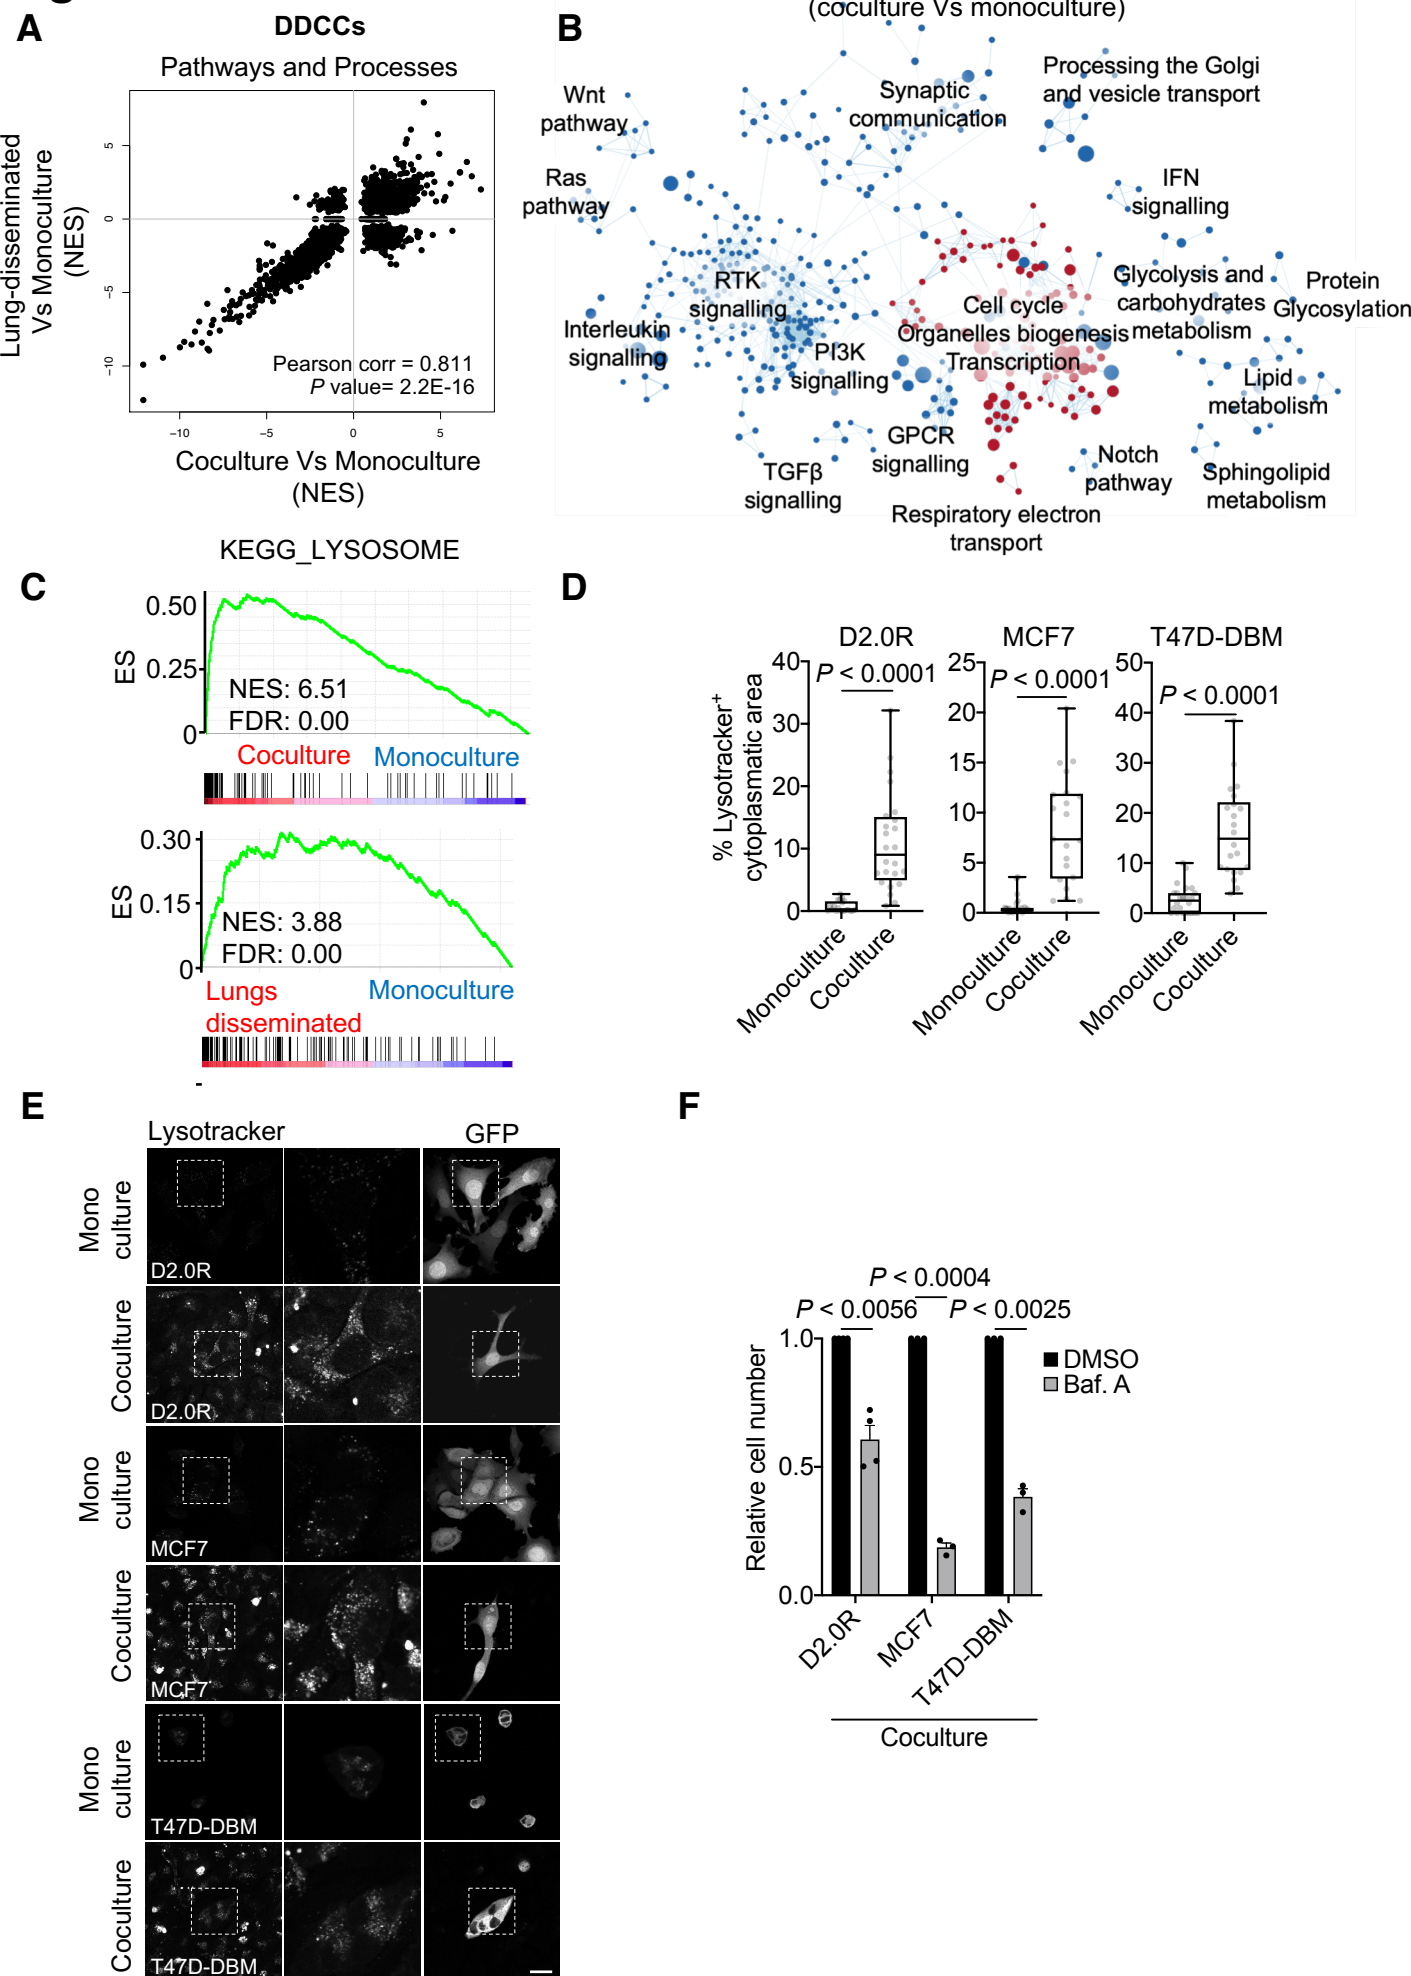 A
DDCCs
Pathways and Processes
Lung-disseminated
Vs Monoculture
(NES)
5
0
−5
−10
Pearson corr = 0.811
P value= 2.2E-16
−10
−5
0
5
Coculture Vs Monoculture
(NES)
B
(coculture Vs monoculture)
Wnt
pathway
Synaptic
communication
Processing the Golgi
and vesicle transport
Ras
pathway
IFN
signalling
RTK
signalling
Cell cycle
Organelles biogenesis
Transcription
Glycolysis and
carbohydrates
metabolism
Protein
Glycosylation
Interleukin
signalling
PI3K
signalling
Lipid
metabolism
GPCR
signalling
TGFβ
signalling
Notch
pathway
Sphingolipid
metabolism
Respiratory electron
transport
C
KEGG_LYSOSOME
ES
0.50
0.25
0
NES: 6.51
FDR: 0.00
Coculture
Monoculture
ES
0.30
0.15
0
NES: 3.88
FDR: 0.00
Lungs
disseminated
Monoculture
D
% Lysotracker+
cytoplasmatic area
D2.0R
P < 0.0001
40
30
20
10
0
Monoculture
Coculture
MCF7
P < 0.0001
25
20
15
10
5
0
Monoculture
Coculture
T47D-DBM
P < 0.0001
50
40
30
20
10
0
Monoculture
Coculture
E
Lysotracker
GFP
Mono
culture
D2.0R
Coculture
D2.0R
Mono
culture
MCF7
Coculture
MCF7
Mono
culture
T47D-DBM
Coculture
T47D-DBM
F
P < 0.0004
P < 0.0056
P < 0.0025
Relative cell number
1.0
0.5
0.0
DMSO
Baf. A
D2.0R
MCF7
T47D-DBM
Coculture